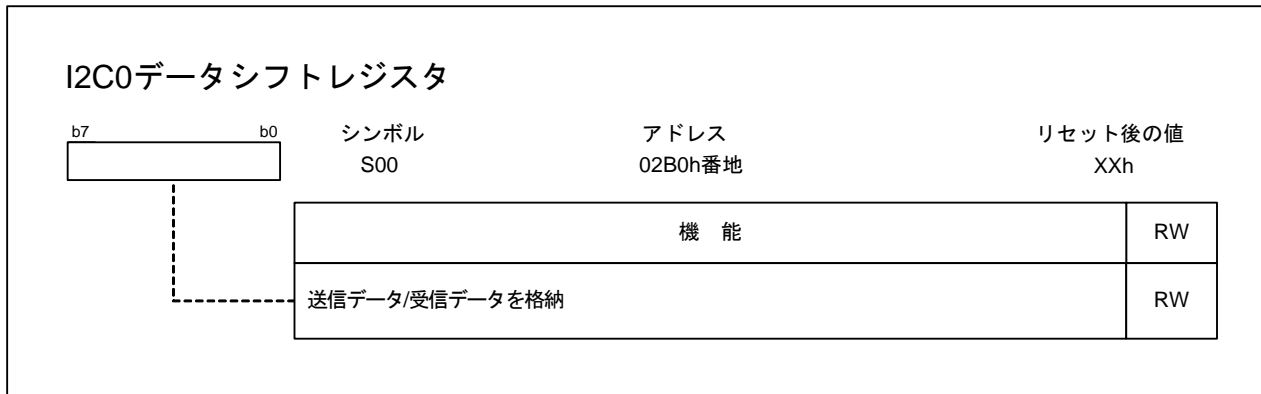 I2C0データシフトレジスタ
b7 b0 シンボル アドレス リセット後の値
S00 02B0h番地 XXh
機 能 RW
送信データ/受信データを格納 RW